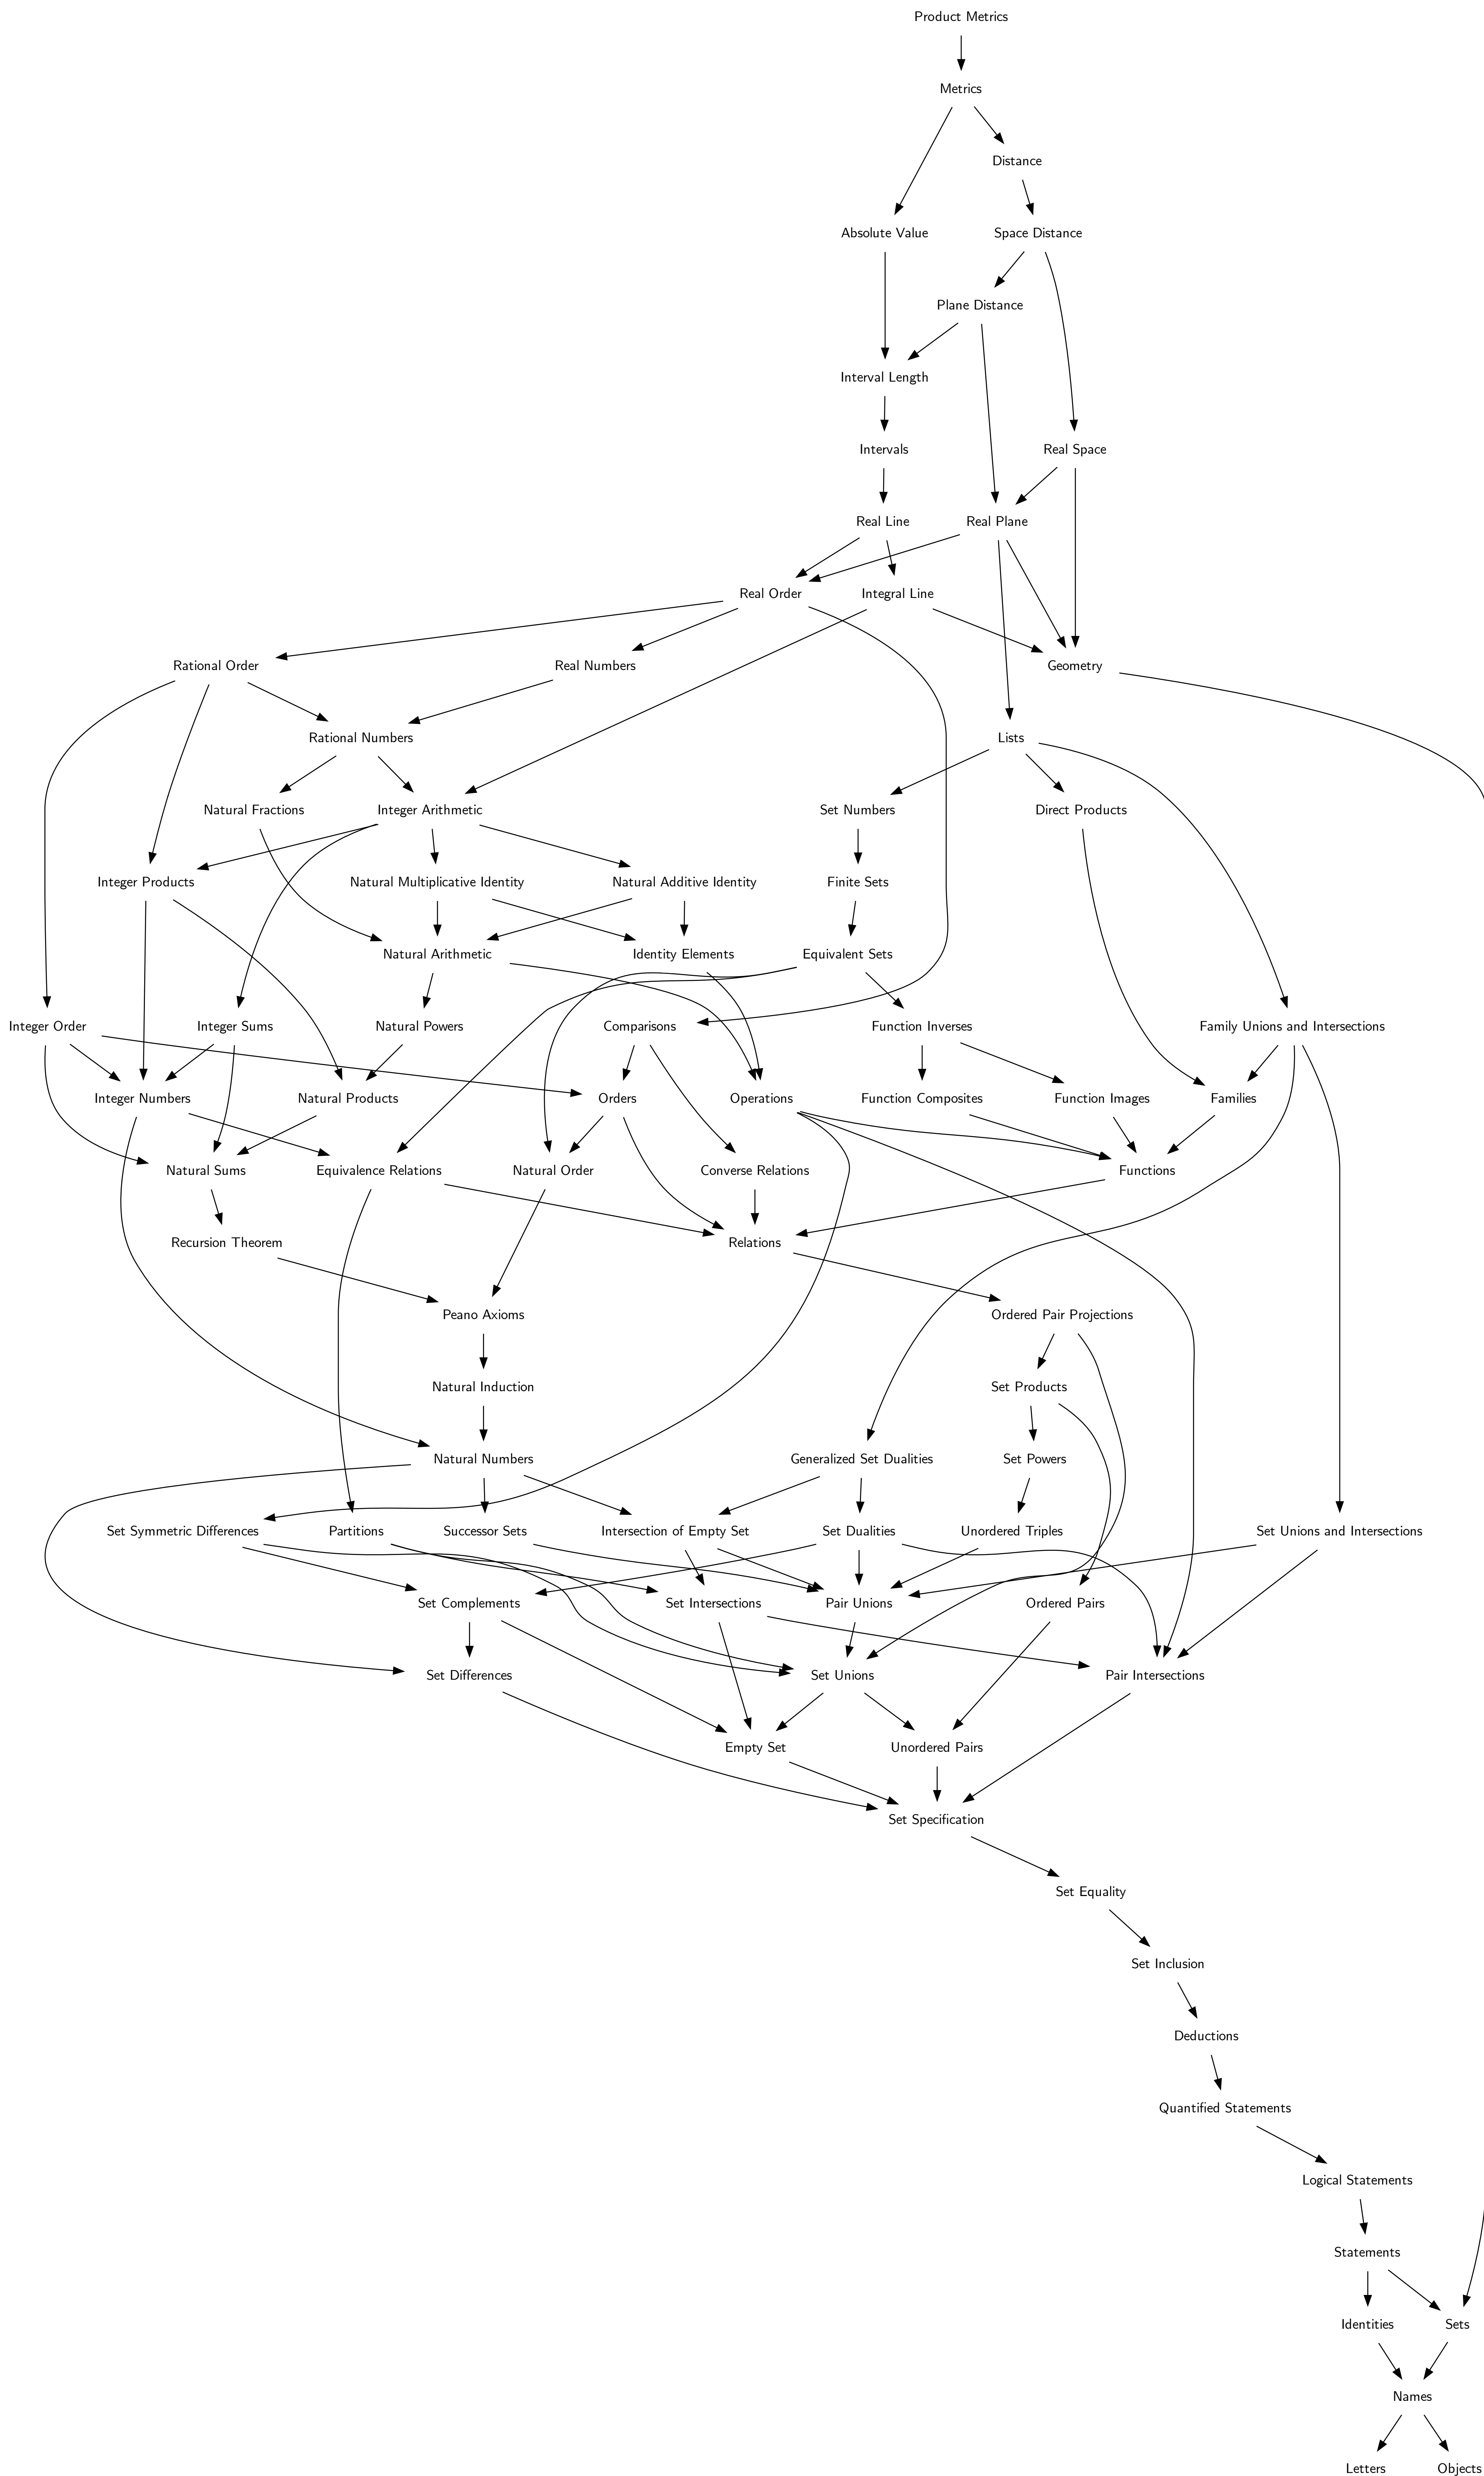 Product Metrics
Metrics
Distance
Absolute Value
Space Distance
Plane Distance
Interval Length
Intervals
Real Space
Real Line
Real Plane
Real Order
Integral Line
Rational Order
Real Numbers
Geometry
Rational Numbers
Lists
Natural Fractions
Integer Arithmetic
Set Numbers
Direct Products
Integer Products
Natural Multiplicative Identity
Natural Additive Identity
Finite Sets
Natural Arithmetic
Identity Elements
Equivalent Sets
Integer Order
Integer Sums
Natural Powers
Comparisons
Function Inverses
Family Unions and Intersections
Integer Numbers
Natural Products
Orders
Operations
Function Composites
Function Images
Families
Natural Sums
Equivalence Relations
Natural Order
Converse Relations
Functions
Recursion Theorem
Relations
Peano Axioms
Ordered Pair Projections
Natural Induction
Set Products
Natural Numbers
Generalized Set Dualities
Set Powers
Set Symmetric Differences
Partitions
Successor Sets
Intersection of Empty Set
Set Dualities
Unordered Triples
Set Unions and Intersections
Set Complements
Set Intersections
Pair Unions
Ordered Pairs
Set Differences
Set Unions
Pair Intersections
Empty Set
Unordered Pairs
Set Specification
Set Equality
Set Inclusion
Deductions
Quantified Statements
Logical Statements
Statements
Identities
Sets
Names
Letters
Objects